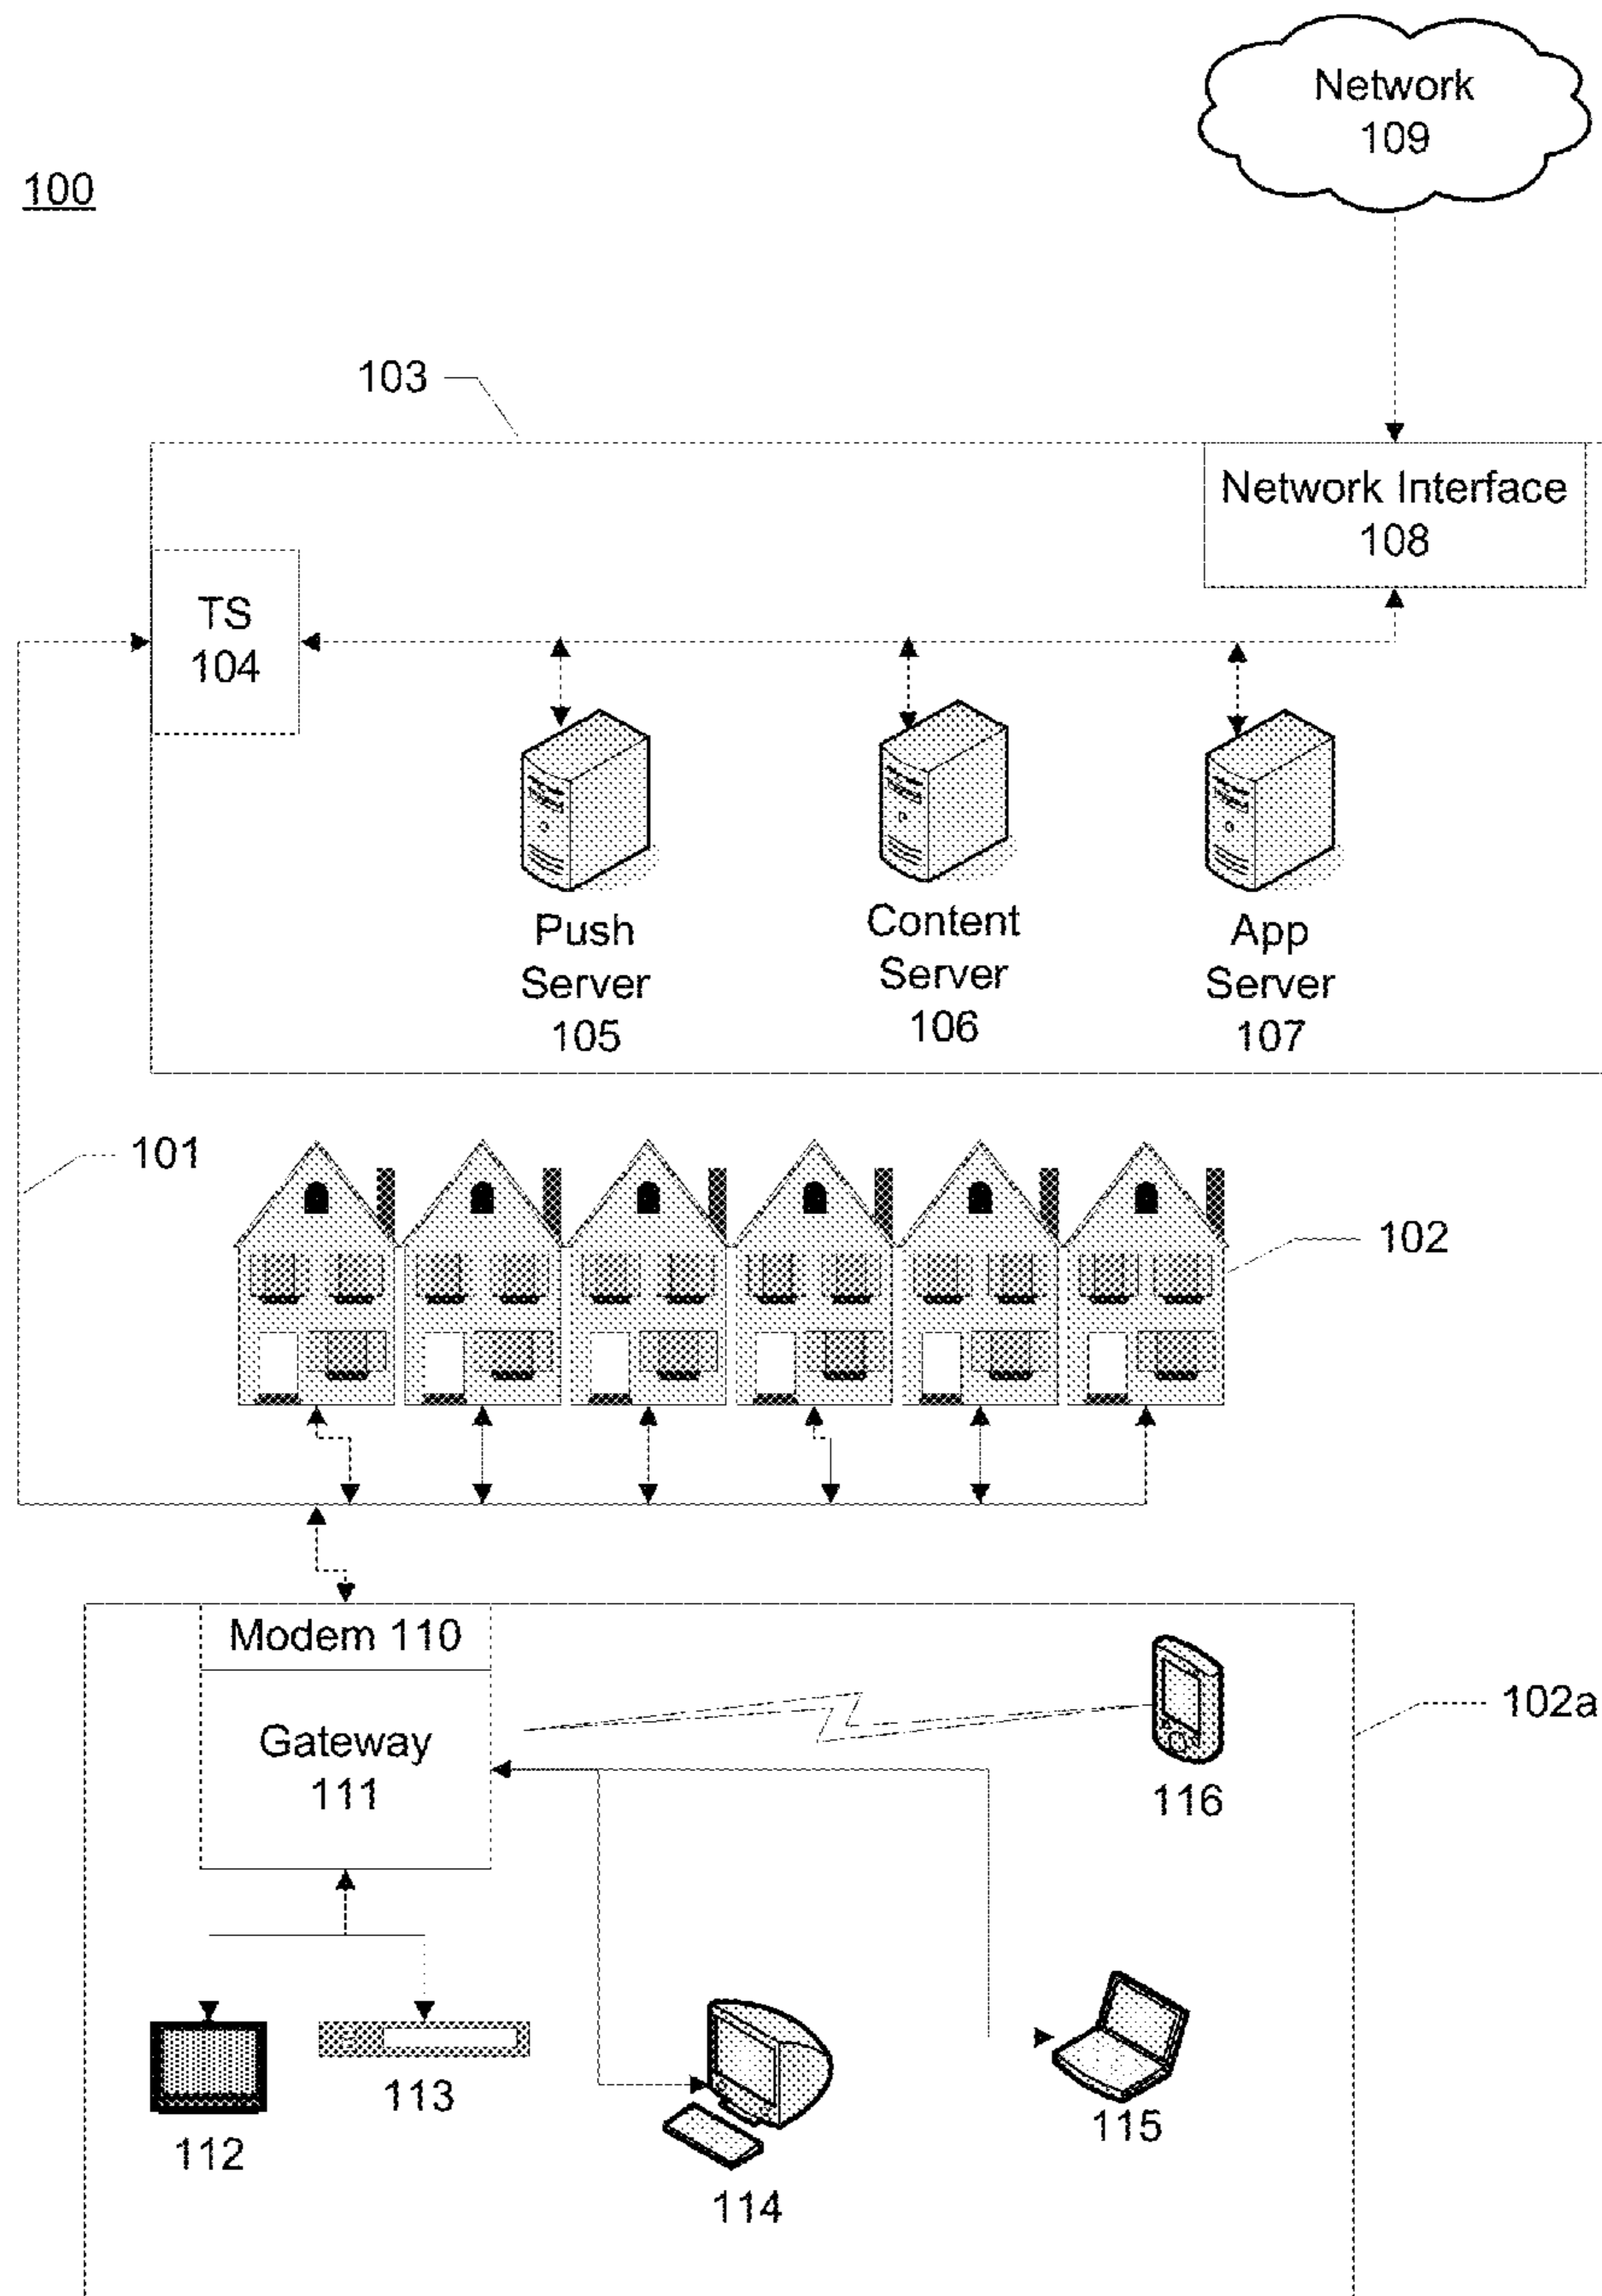 Network
109
100
103
Network Interface
108
TS
104
Push
Server
105
Content
Server
106
App
Server
107
101
102
Modem 110
102a
Gateway
111
116
112
113
114
115